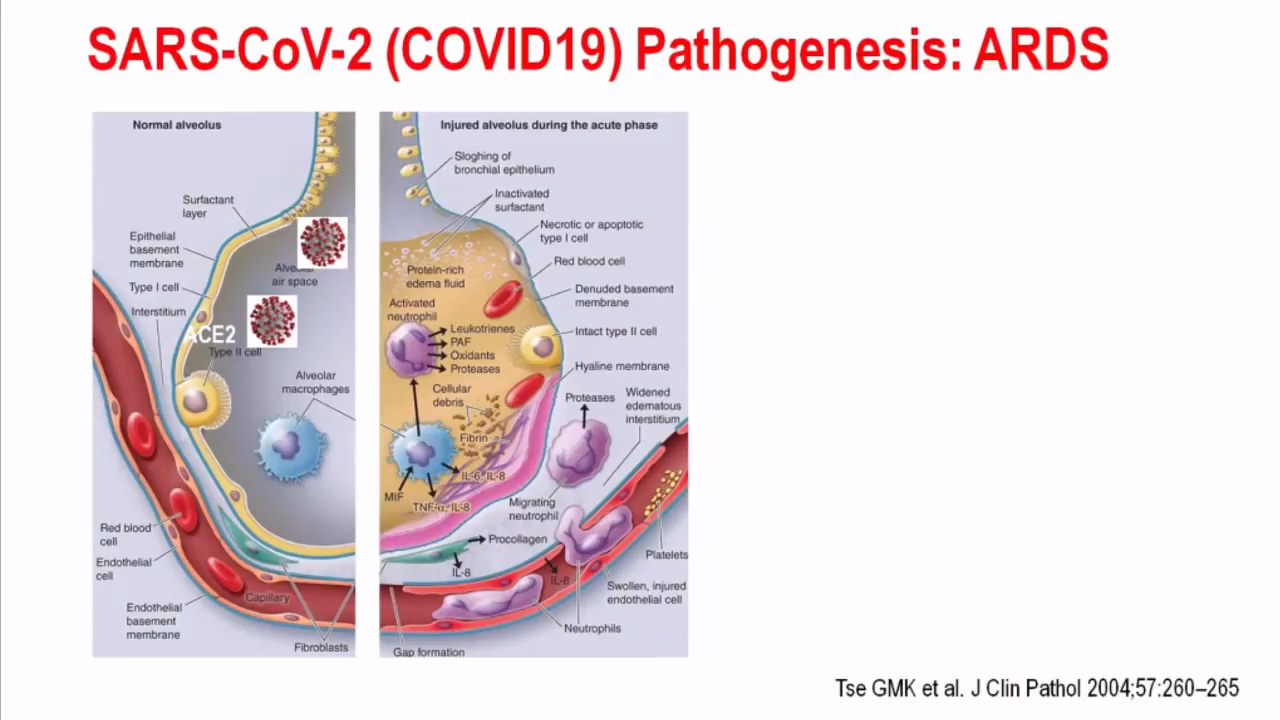 SARS-CoV-2 (COVID19) Pathogenesis: ARDS
Normal alveolus
Surfactant
layer
Epithelial
basement
membrane
Type I cell
Interstitium
Alveolar
air space
ACE2
Type II cell
Alveolar
macrophages
Red blood
cell
Endothelial
cell
Endothelial
basement
membrane
Capillary
Fibroblasts
Injured alveolus during the acute phase
Sloghing of
bronchial epithelium
Inactivated
surfactant
Necrotic or apoptotic
type I cell
Red blood cell
Protein-rich
edema fluid
Denuded basement
membrane
Activated
neutrophil
Leukotrienes
PAF
Oxidants
Proteases
Intact type II cell
Hyaline membrane
Cellular
debris
Proteases
Widened
edematous
interstitium
Fibrin
IL-6, IL-8
MIF
TNF-α, IL-8
Migrating
neutrophil
Procollagen
IL-8
IL-8
Platelets
Swollen, injured
endothelial cell
Neutrophils
Gap formation
Tse GMK et al. J Clin Pathol 2004;57:260–265